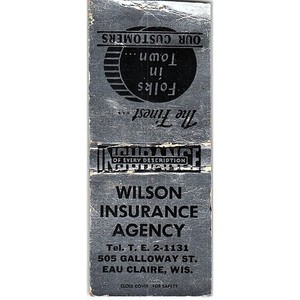 The Finest...
Folks
in
Town...
OUR CUSTOMERS
INSURANCE
OF EVERY DESCRIPTION
WILSON
INSURANCE
AGENCY
Tel. T. E. 2-1131
505 GALLOWAY ST.
EAU CLAIRE, WIS.
CLOSE COVER FOR SAFETY